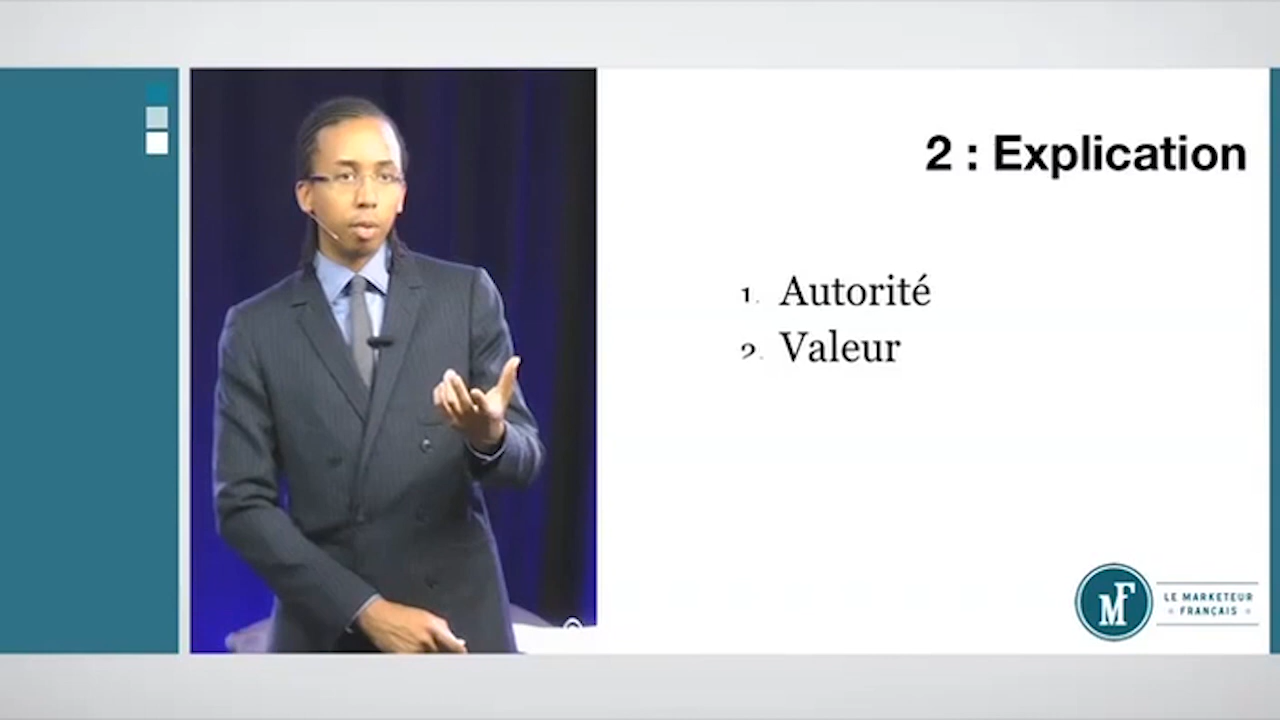 2 : Explication
1. Autorité
2. Valeur
MF
LE MARKETEUR
FRANÇAIS